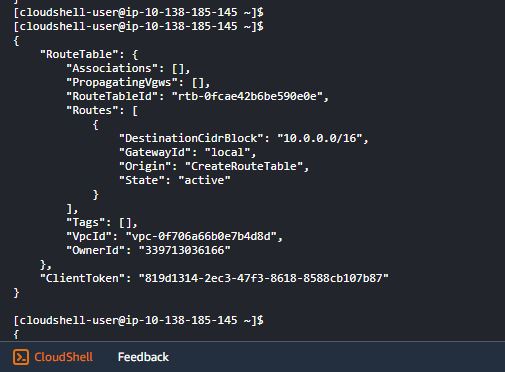 [cloudshell-user@ip-10-138-185-145 ~]$
[cloudshell-user@ip-10-138-185-145 ~]$
{
    "RouteTable": {
        "Associations": [],
        "PropagatingVgws": [],
        "RouteTableId": "rtb-0fcae42b6be590e0e",
        "Routes": [
            {
                "DestinationCidrBlock": "10.0.0.0/16",
                "GatewayId": "local",
                "Origin": "CreateRouteTable",
                "State": "active"
            }
        ],
        "Tags": [],
        "VpcId": "vpc-0f706a66b0e7b4d8d",
        "OwnerId": "339713036166"
    },
    "ClientToken": "819d1314-2ec3-47f3-8618-8588cb107b87"
}
[cloudshell-user@ip-10-138-185-145 ~]$
{
CloudShell Feedback